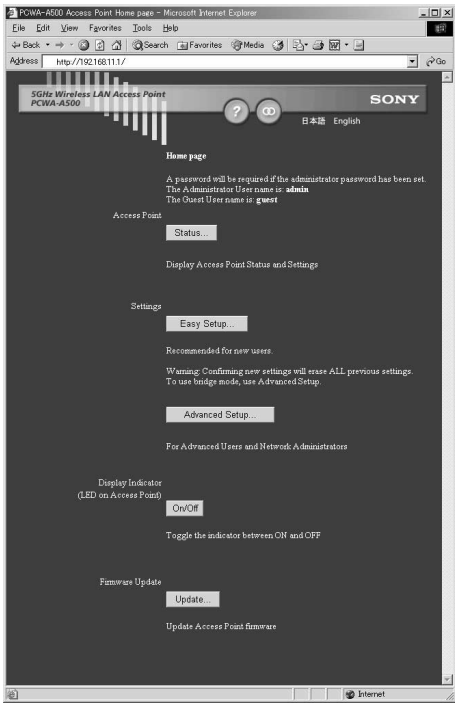 PCWA-A500 Access Point Home page - Microsoft Internet Explorer
File Edit View Favorites Tools Help
Back Search Favorites Media
Address http://192.168.11.1/ Go
5GHz Wireless LAN Access Point
PCWA-A500
SONY
?
日本語 English
Home page
A password will be required if the administrator password has been set.
The Administrator User name is: admin
The Guest User name is: guest
Access Point
Status...
Display Access Point Status and Settings
Settings
Easy Setup...
Recommended for new users.
Warning: Confirming new settings will erase ALL previous settings.
To use bridge mode, use Advanced Setup.
Advanced Setup...
For Advanced Users and Network Administrators
Display Indicator
(LED on Access Point)
On/Off
Toggle the indicator between ON and OFF
Firmware Update
Update...
Update Access Point firmware
Internet